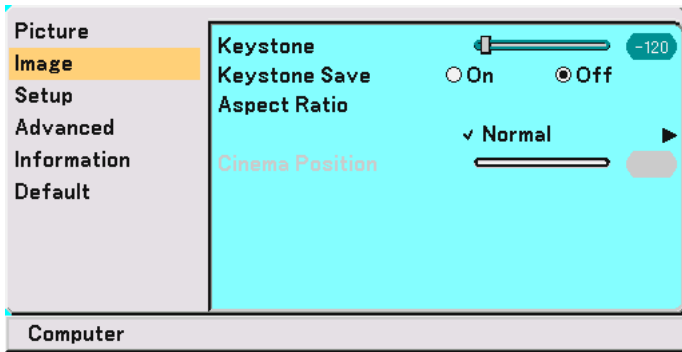 Picture
Image
Setup
Advanced
Information
Default
Keystone -120
Keystone Save On Off
Aspect Ratio
✓ Normal ▶
Cinema Position
Computer